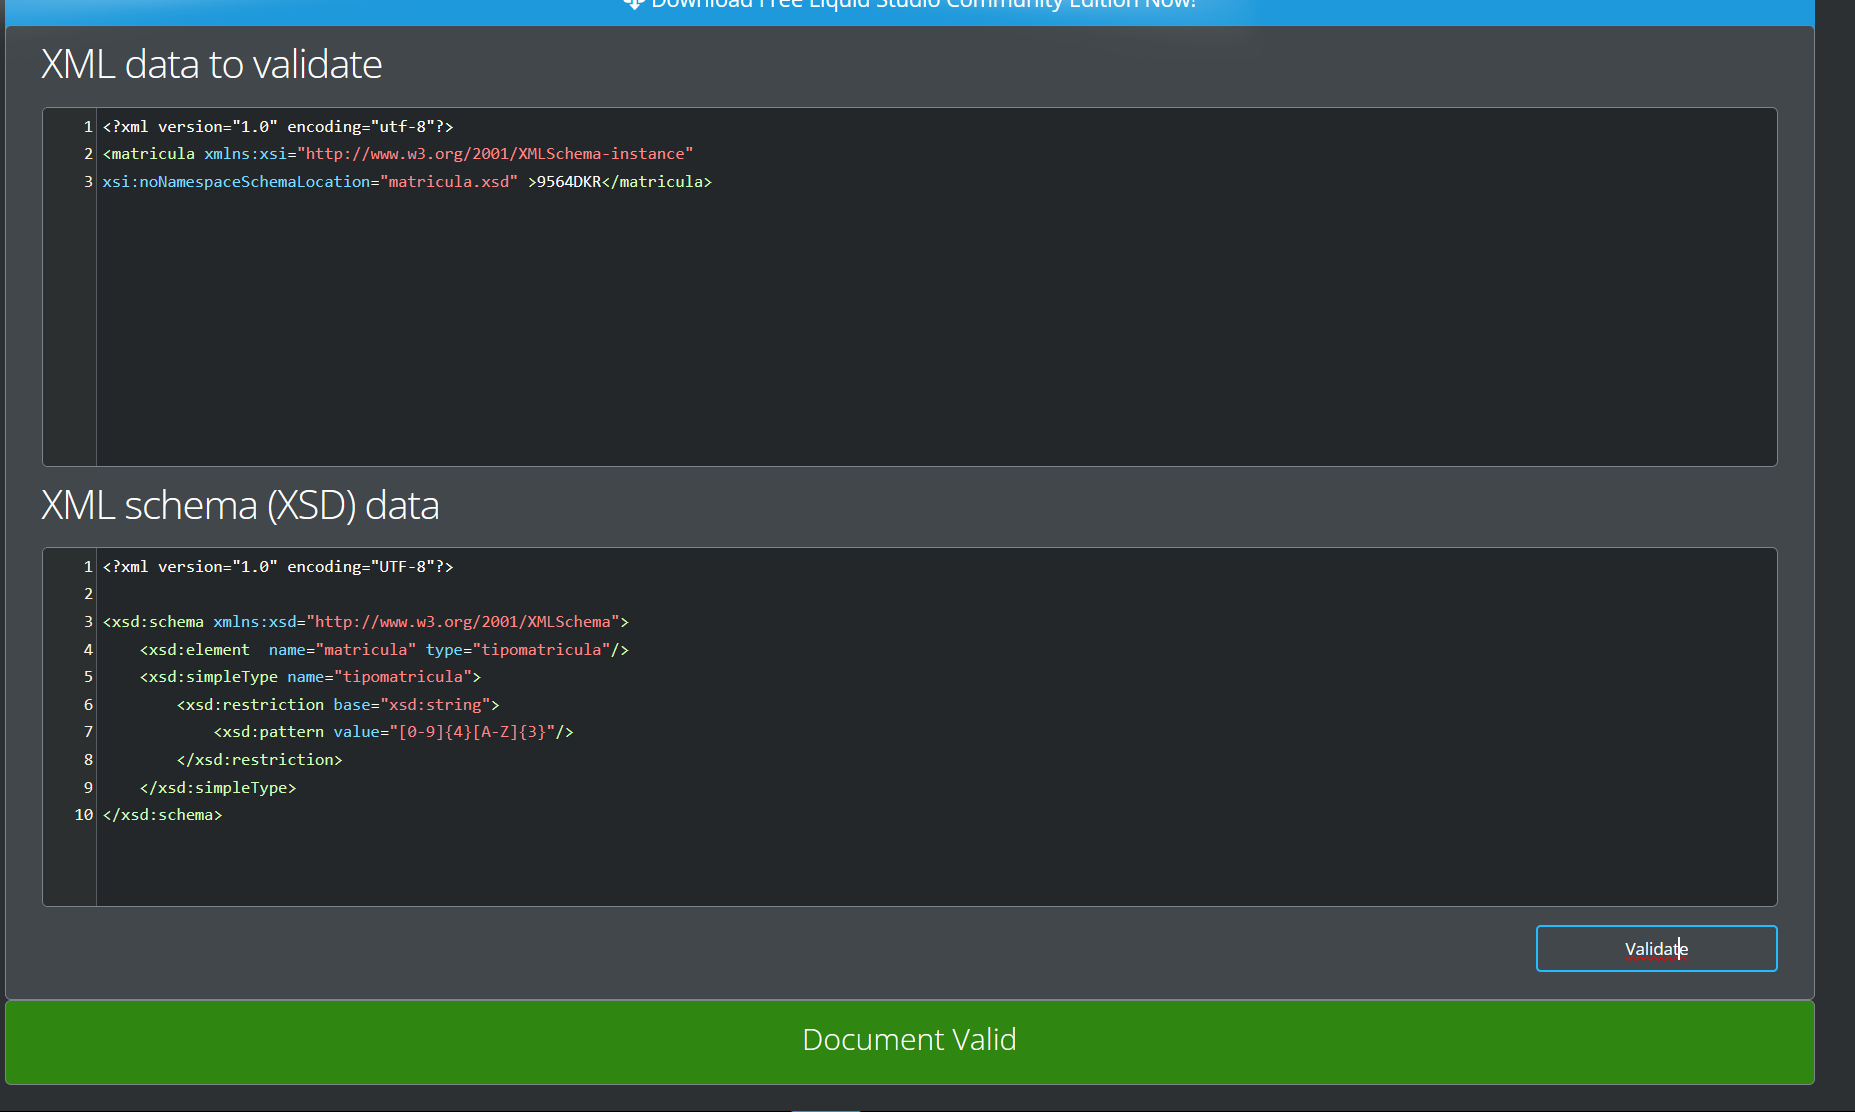 Download Free Liquid Studio Community Edition Now!
XML data to validate
1 <?xml version="1.0" encoding="utf-8"?>
2 <matricula xmlns:xsi="http://www.w3.org/2001/XMLSchema-instance"
3 xsi:noNamespaceSchemaLocation="matricula.xsd" >9564DKR</matricula>
XML schema (XSD) data
1 <?xml version="1.0" encoding="UTF-8"?>
2
3 <xsd:schema xmlns:xsd="http://www.w3.org/2001/XMLSchema">
4     <xsd:element  name="matricula" type="tipomatricula"/>
5     <xsd:simpleType name="tipomatricula">
6         <xsd:restriction base="xsd:string">
7             <xsd:pattern value="[0-9]{4}[A-Z]{3}"/>
8         </xsd:restriction>
9     </xsd:simpleType>
10 </xsd:schema>
Validate
Document Valid